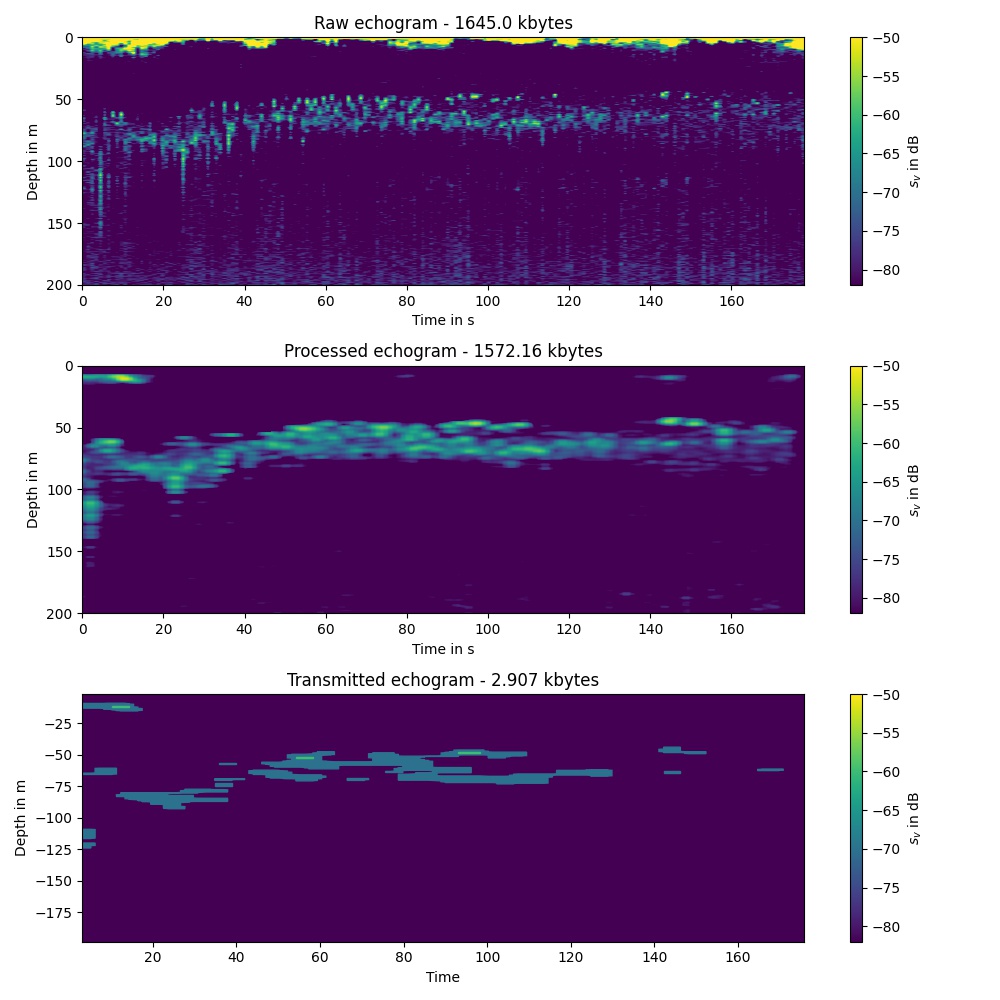 Raw echogram - 1645.0 kbytes
0
50
100
150
200
Depth in m
0 20 40 60 80 100 120 140 160
Time in s
−50
−55
−60
−65
−70
−75
−80
sv in dB
Processed echogram - 1572.16 kbytes
0
50
100
150
200
Depth in m
0 20 40 60 80 100 120 140 160
Time in s
−50
−55
−60
−65
−70
−75
−80
sv in dB
Transmitted echogram - 2.907 kbytes
−25
−50
−75
−100
−125
−150
−175
Depth in m
20 40 60 80 100 120 140 160
Time
−50
−55
−60
−65
−70
−75
−80
sv in dB